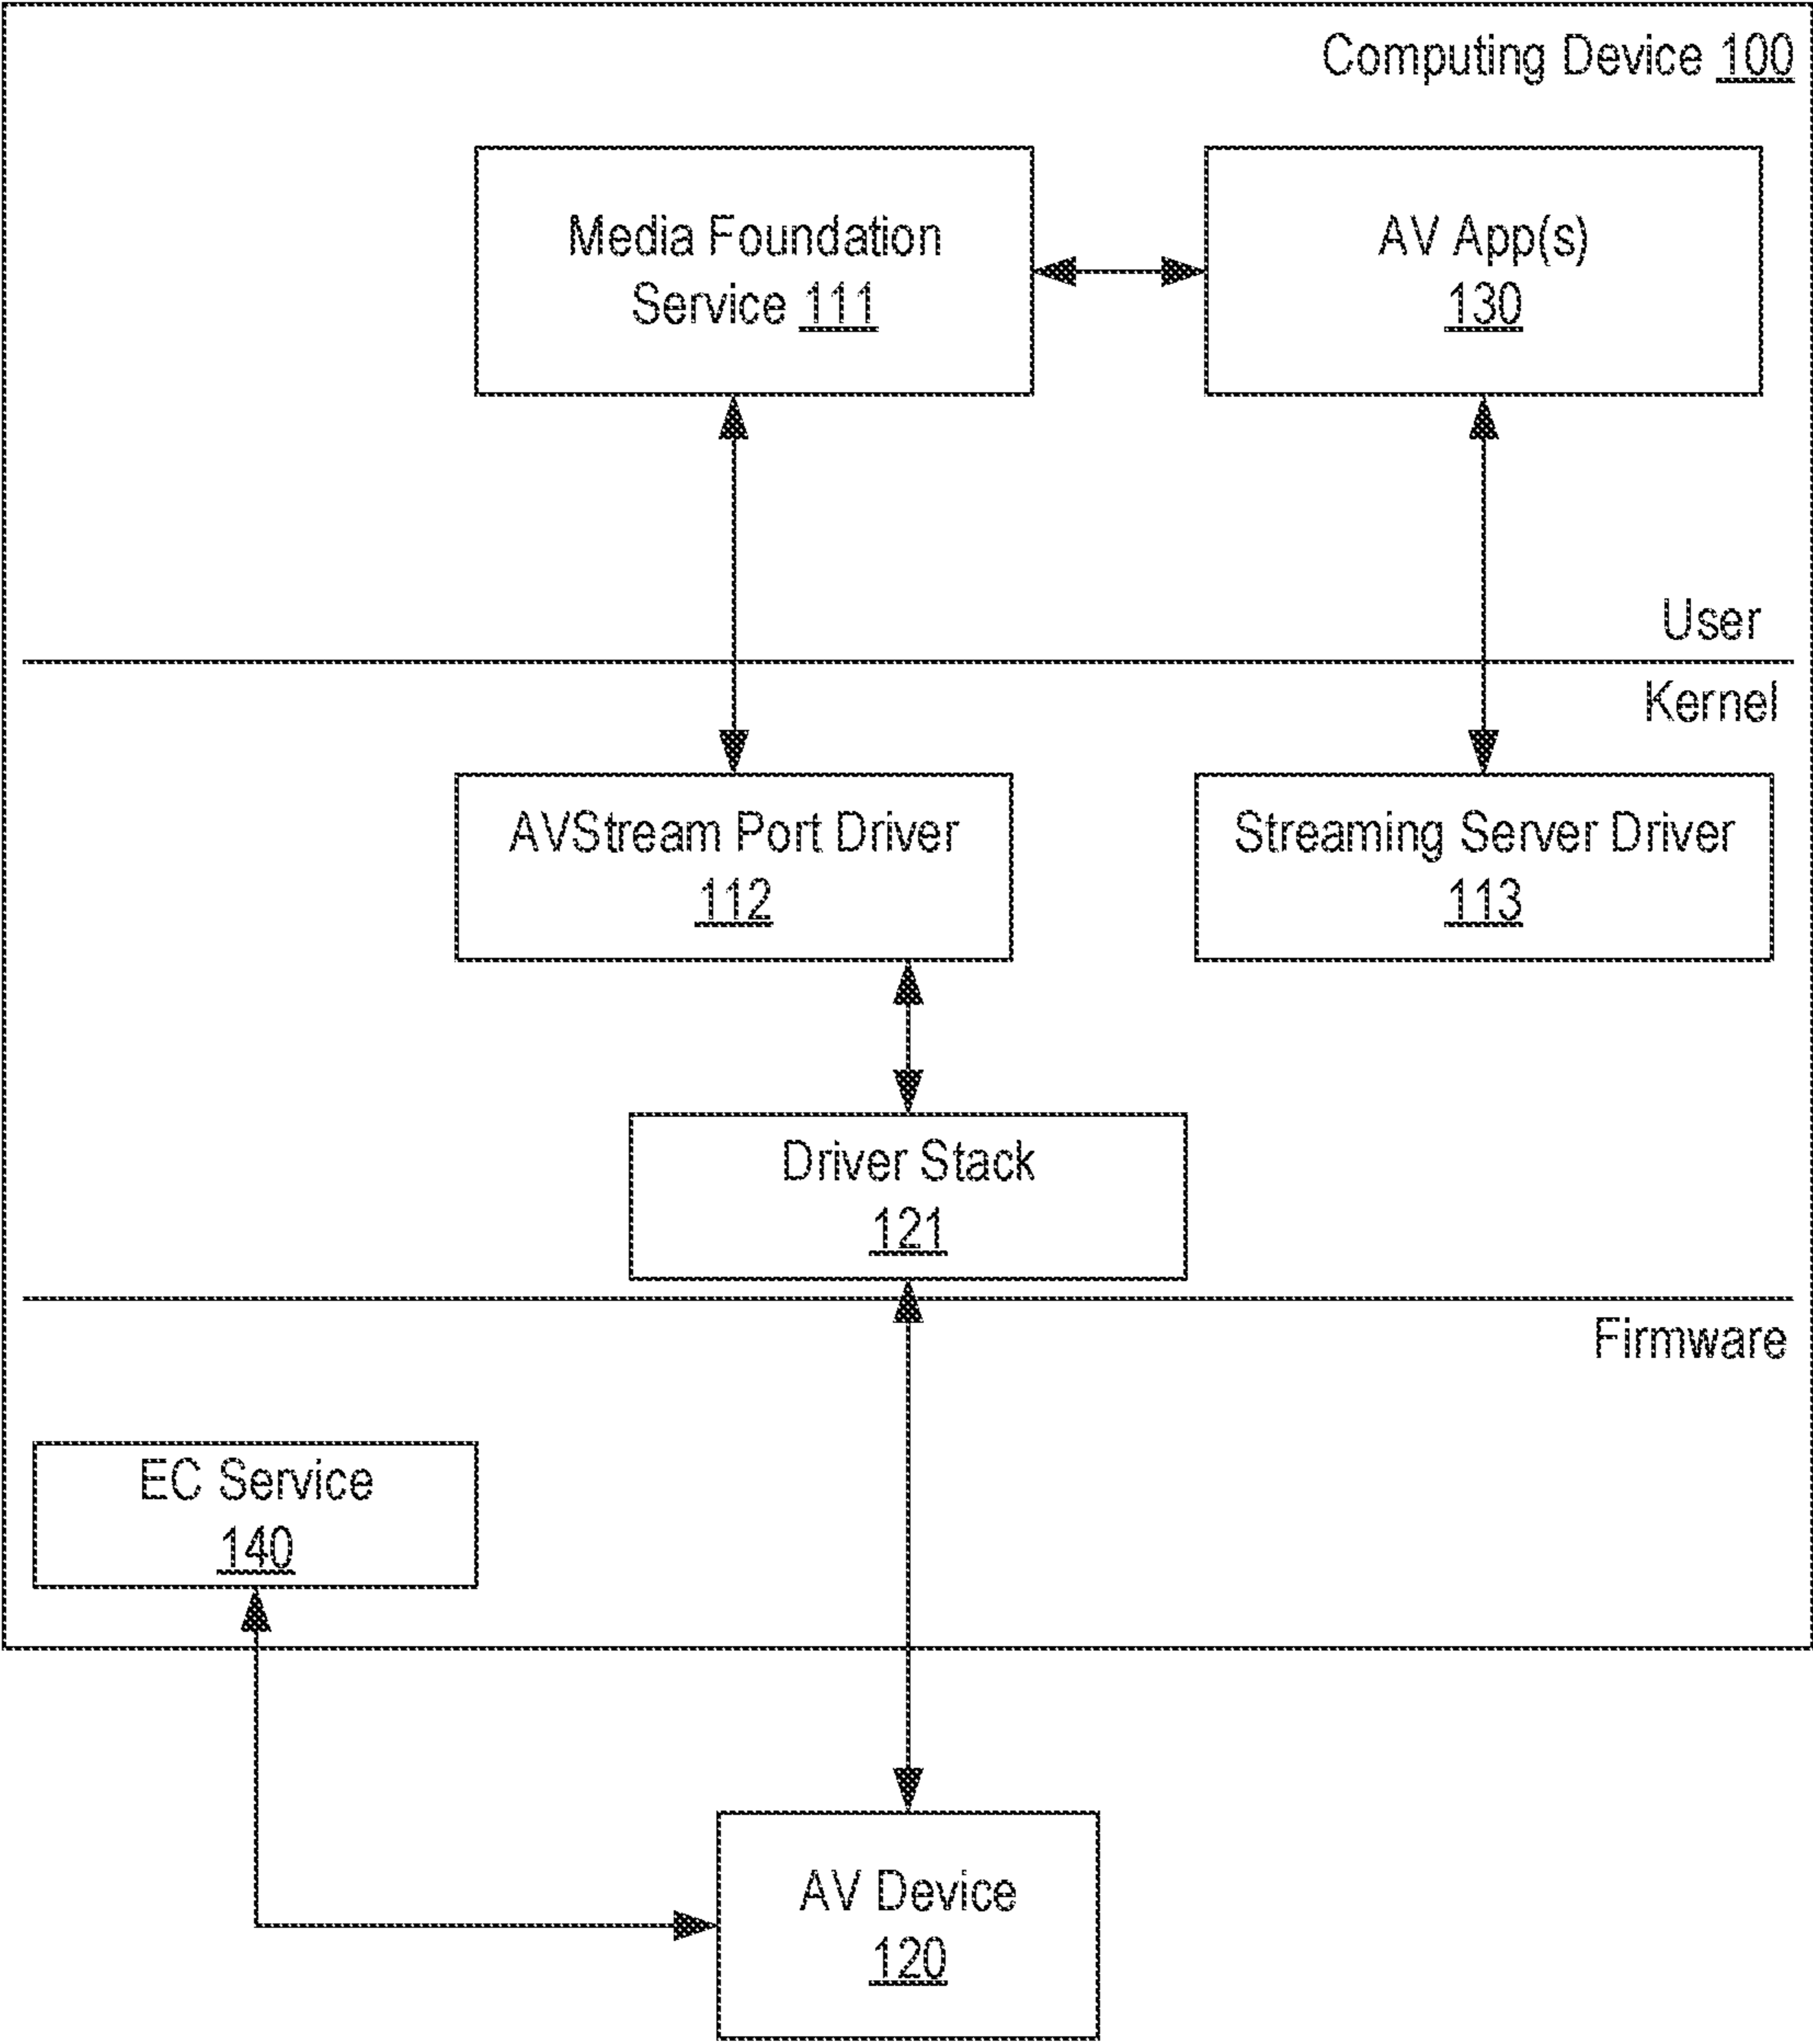 Computing Device 100
Media Foundation
Service 111
AV App(s)
130
User
Kernel
AVStream Port Driver
112
Streaming Server Driver
113
Driver Stack
121
Firmware
EC Service
140
AV Device
120